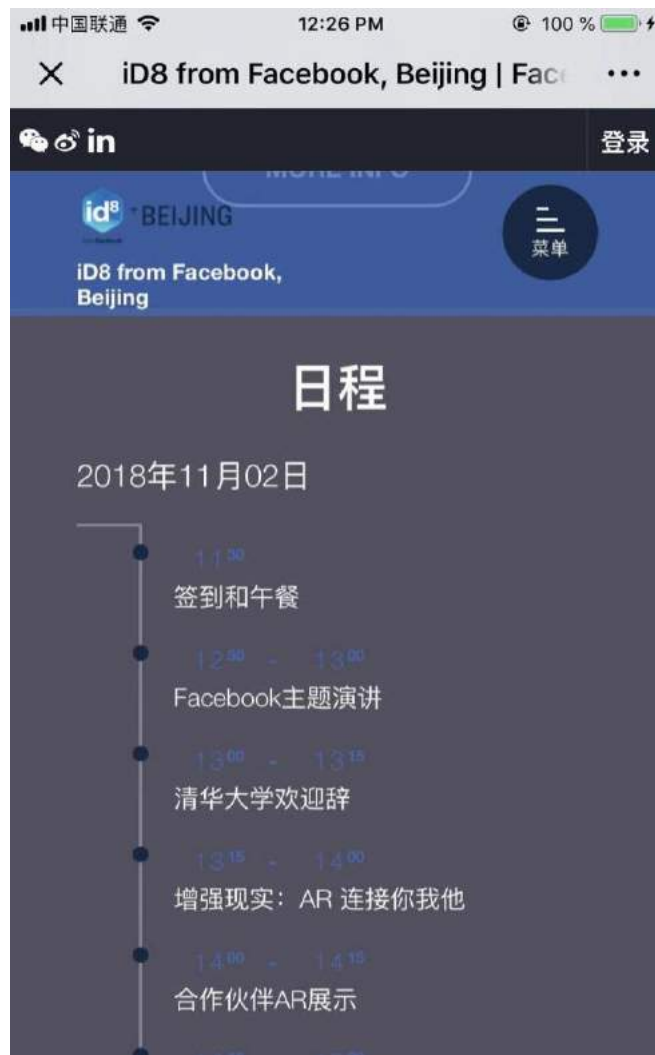 中国联通 12:26 PM 100 %
iD8 from Facebook, Beijing | Fac
in 登录
MORE INFO
id8 BEIJING
菜单
iD8 from Facebook,
Beijing
日程
2018年11月02日
11
签到和午餐
12 - 13:00
Facebook主题演讲
13:00 - 13:15
清华大学欢迎辞
13:15 - 14:00
增强现实:AR 连接你我他
14:00 - 14:15
合作伙伴AR展示